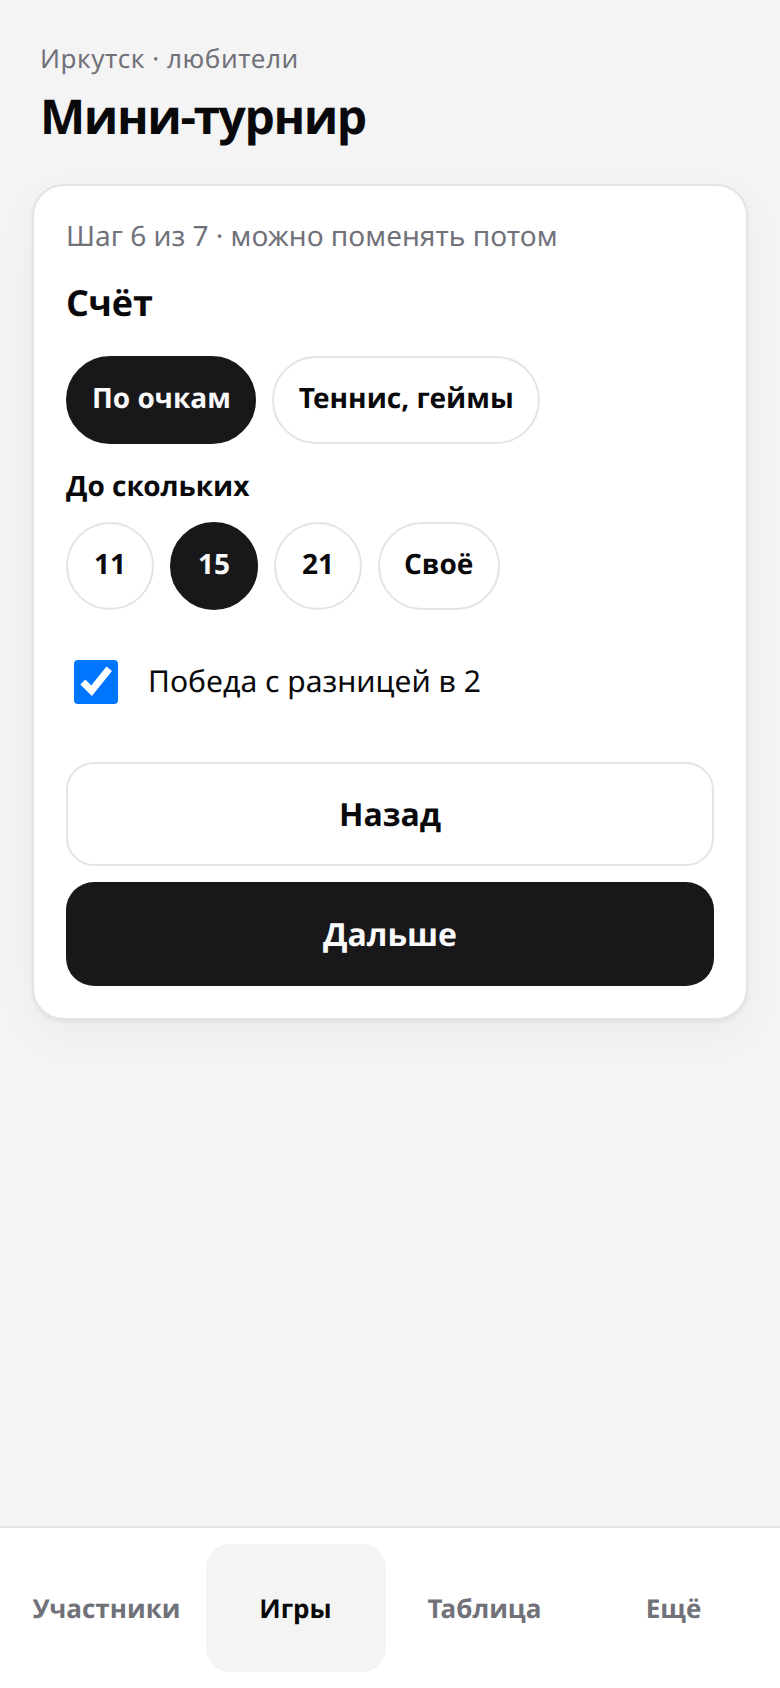 Иркутск · любители
Мини-турнир
Шаг 6 из 7 · можно поменять потом
Счёт
По очкам
Теннис, геймы
До скольких
11
15
21
Своё
Победа с разницей в 2
Назад
Дальше
Участники
Игры
Таблица
Ещё